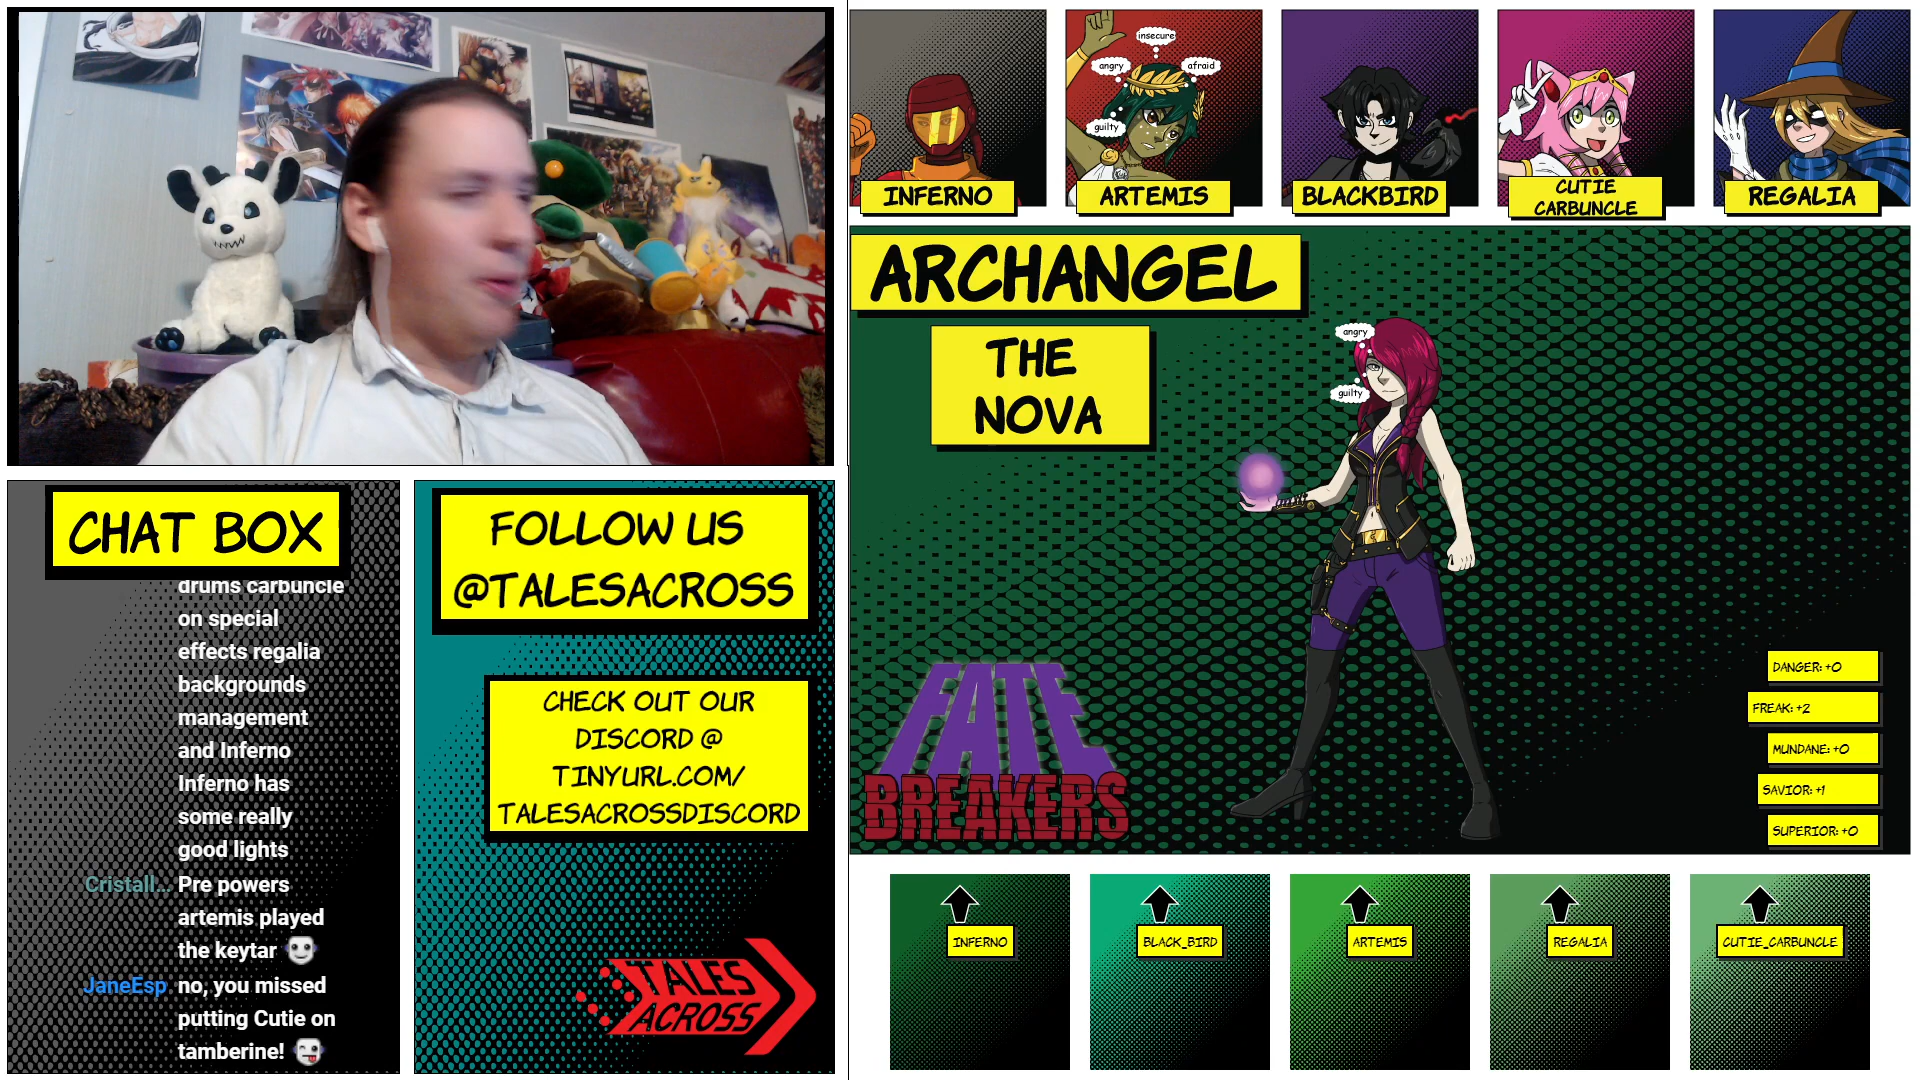 insecure
angry
afraid
guilty
INFERNO
ARTEMIS
BLACKBIRD
CUTIE
CARBUNCLE
REGALIA
ARCHANGEL
THE
NOVA
angry
guilty
DANGER: +0
FREAK: +2
MUNDANE: +0
SAVIOR: +1
SUPERIOR: +0
FATE
BREAKERS
INFERNO
BLACK_BIRD
ARTEMIS
REGALIA
CUTIE_CARBUNCLE
CHAT BOX
drums carbuncle
on special
effects regalia
backgrounds
management
and Inferno
Inferno has
some really
good lights
Cristall... Pre powers
artemis played
the keytar
JaneEsp no, you missed
putting Cutie on
tamberine!
FOLLOW US
@TALESACROSS
CHECK OUT OUR
DISCORD @
TINYURL.COM/
TALESACROSSDISCORD
TALES
ACROSS